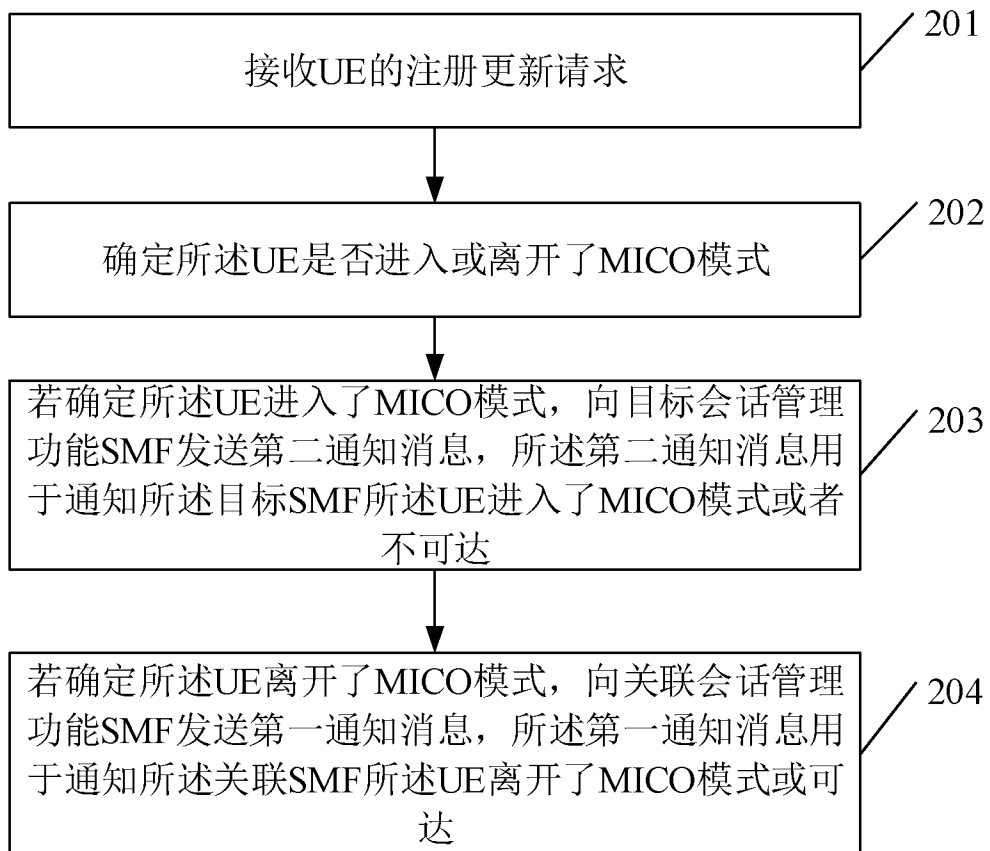 201
接收UE的注册更新请求
202
确定所述UE是否进入或离开了MICO模式
203
若确定所述UE进入了MICO模式，向目标会话管理
功能SMF发送第二通知消息，所述第二通知消息用
于通知所述目标SMF所述UE进入了MICO模式或者
不可达
204
若确定所述UE离开了MICO模式，向关联会话管理
功能SMF发送第一通知消息，所述第一通知消息用
于通知所述关联SMF所述UE离开了MICO模式或可
达